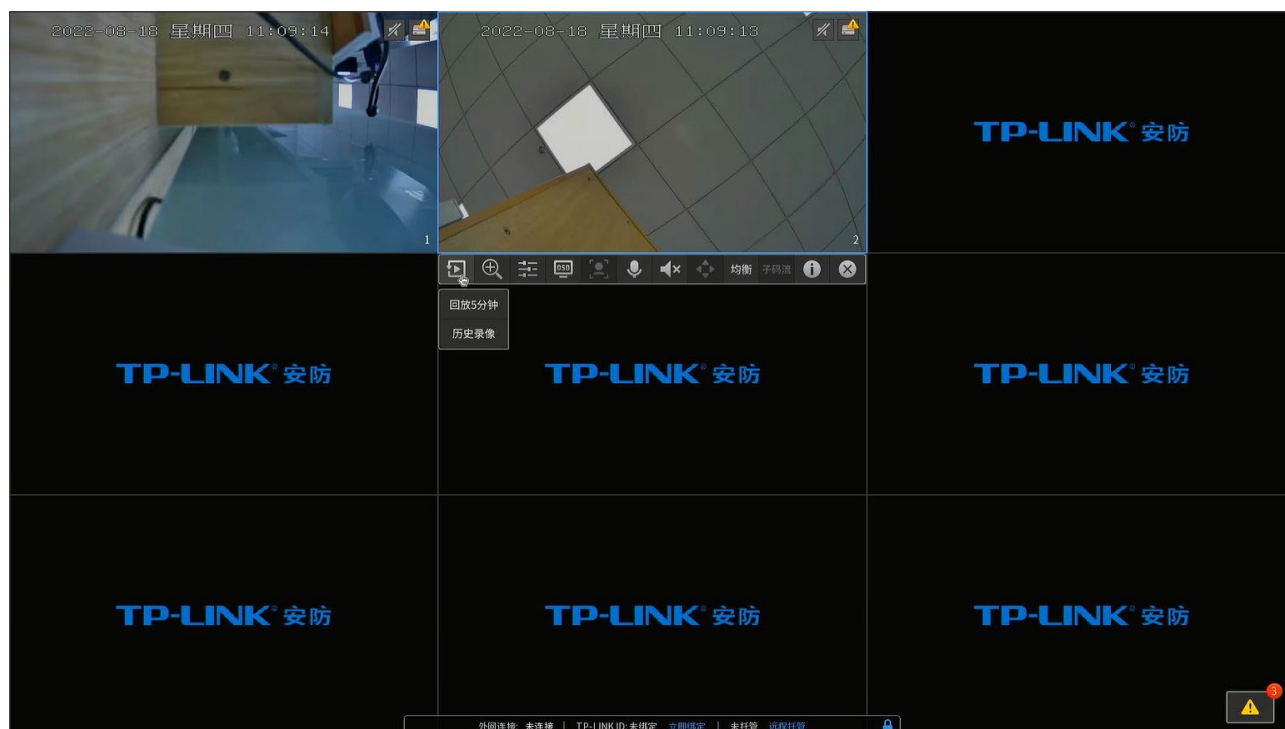 2022-08-18 星期四 11:09:14
2022-08-18 星期四 11:09:13
1
2
TP-LINK® 安防
OSD
均衡 子码流
回放5分钟
历史录像
TP-LINK® 安防
TP-LINK® 安防
TP-LINK® 安防
TP-LINK® 安防
TP-LINK® 安防
TP-LINK® 安防
3
外网连接: 未连接 | TP-LINK ID: 未绑定 立即绑定 | 未托管 远程托管